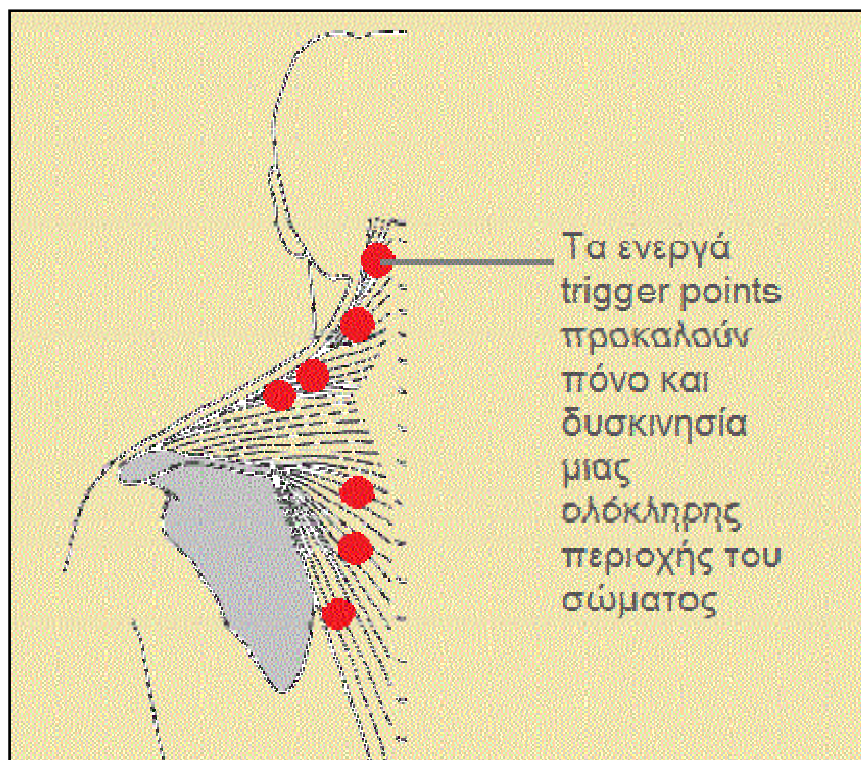 Τα ενεργά
trigger points
προκαλούν
πόνο και
δυσκινησία
μιας
ολόκληρης
περιοχής του
σώματος